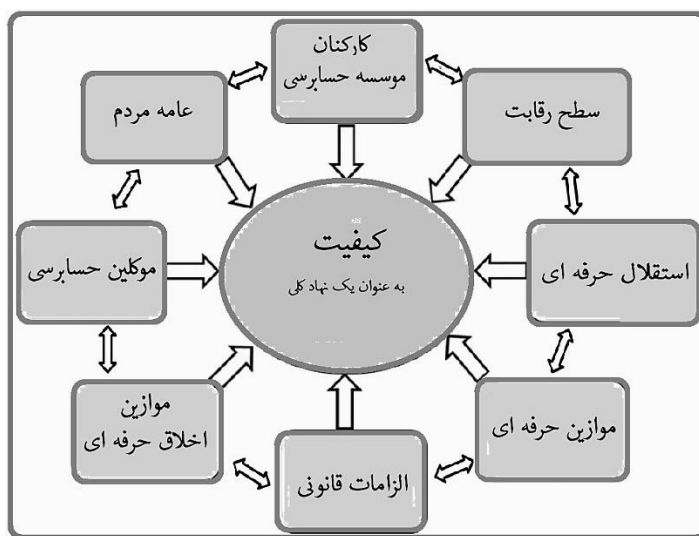 کارکنان
موسسه حسابرسی
سطح رقابت
عامه مردم
کیفیت
به عنوان یک نهاد کلی
استقلال حرفه ای
موکلین حسابرسی
موازین حرفه ای
الزامات قانونی
موازین
اخلاق حرفه ای